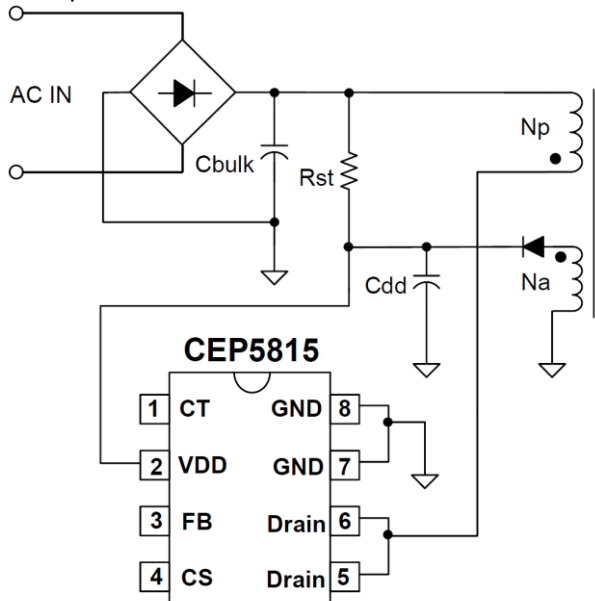 AC IN
Cbulk
Rst
Np
Cdd
Na
CEP5815
1 CT GND 8
2 VDD GND 7
3 FB Drain 6
4 CS Drain 5